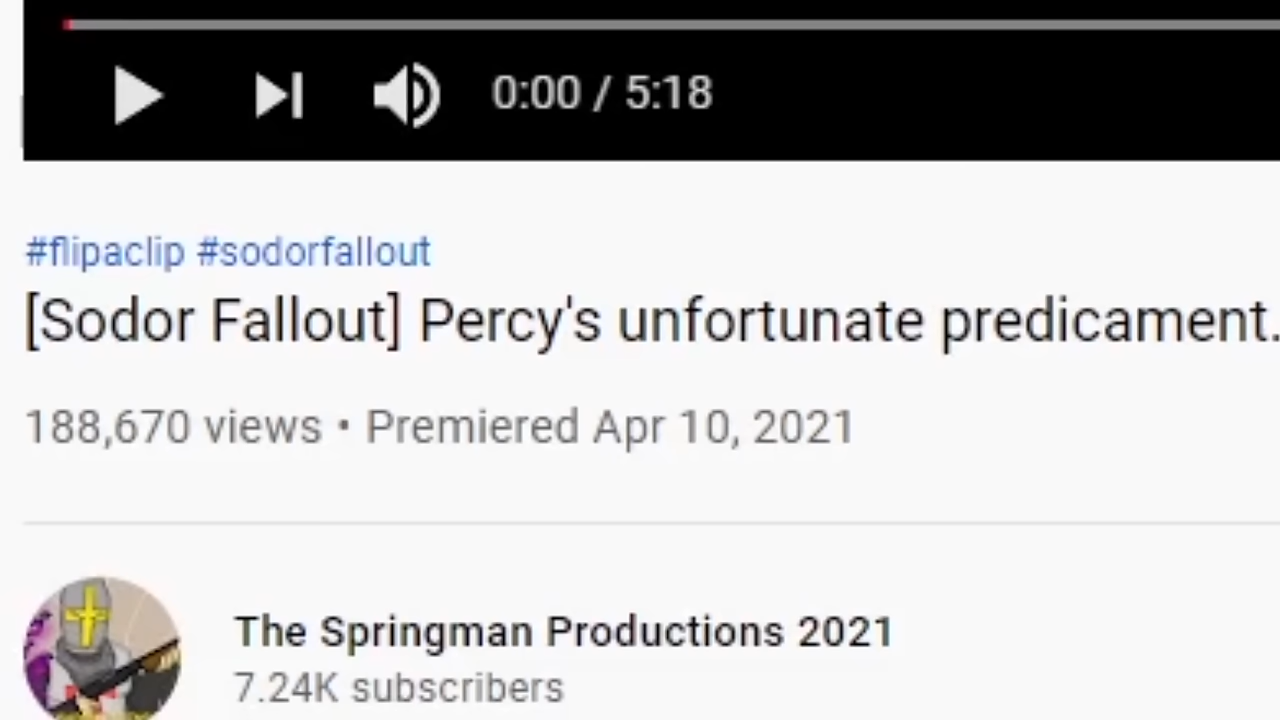 0:00 / 5:18
#flipaclip #sodorfallout
[Sodor Fallout] Percy's unfortunate predicament.
188,670 views • Premiered Apr 10, 2021
The Springman Productions 2021
7.24K subscribers